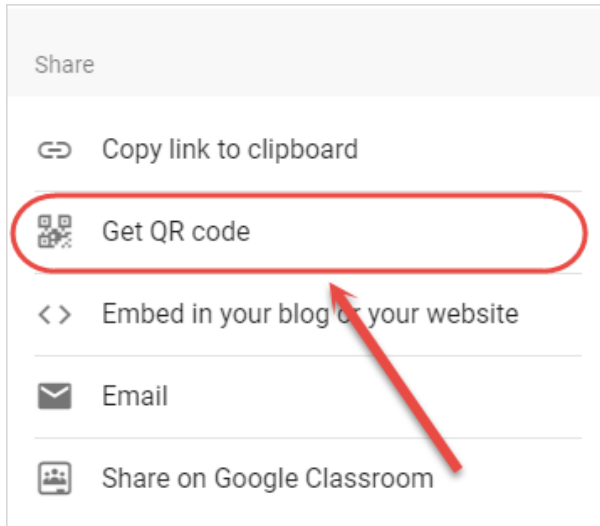 Share
Copy link to clipboard
Get QR code
Embed in your blog or your website
Email
Share on Google Classroom